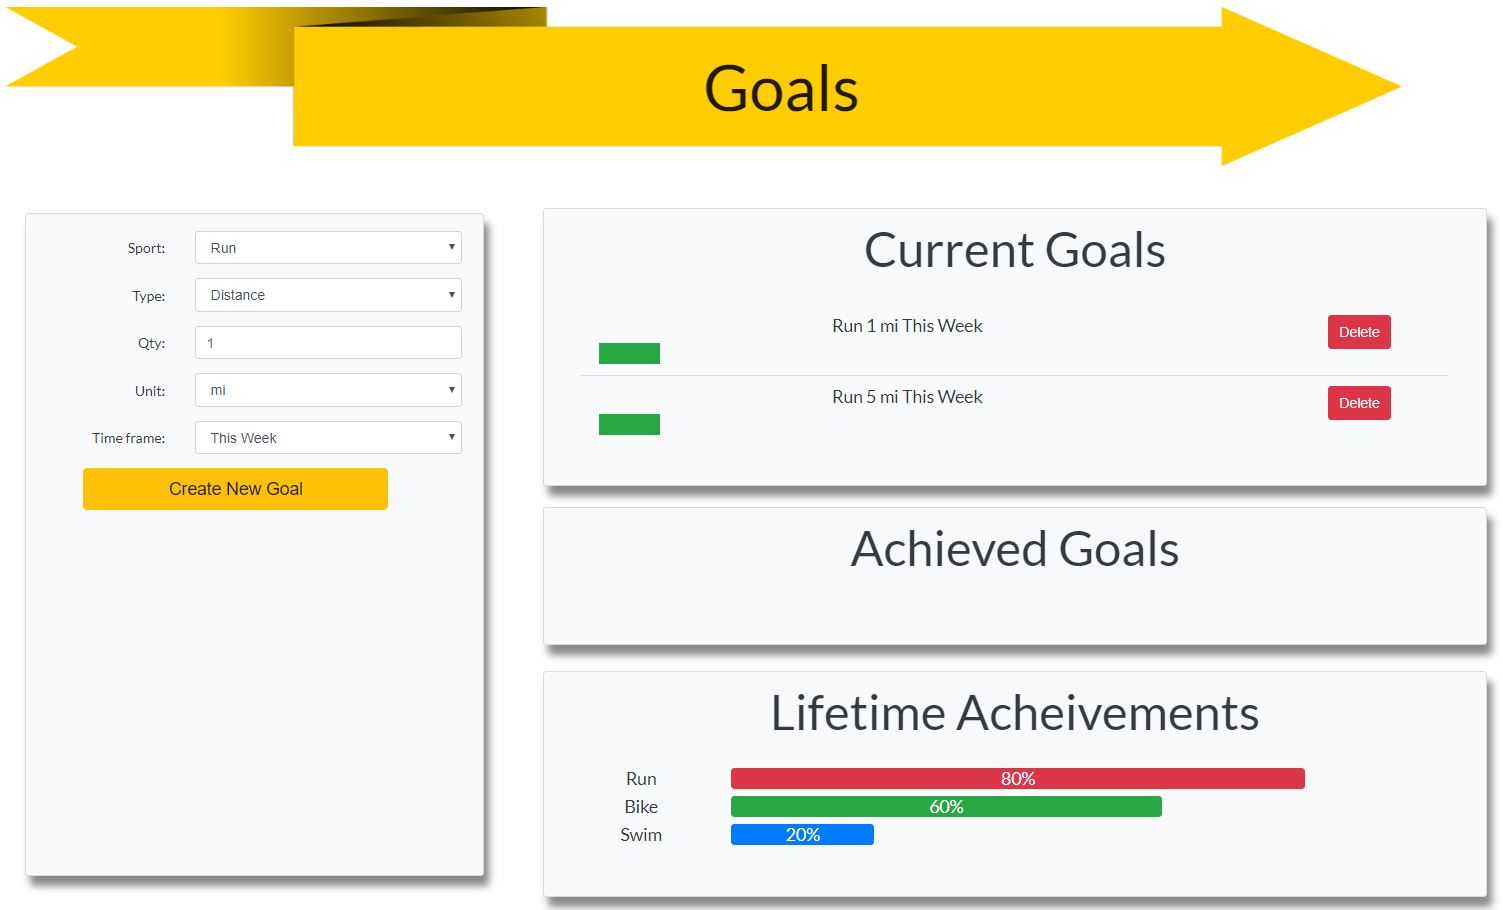 Goals
Sport: Run
Type: Distance
Qty: 1
Unit: mi
Time frame: This Week
Create New Goal
Current Goals
Run 1 mi This Week Delete
Run 5 mi This Week Delete
Achieved Goals
Lifetime Acheivements
Run 80%
Bike 60%
Swim 20%